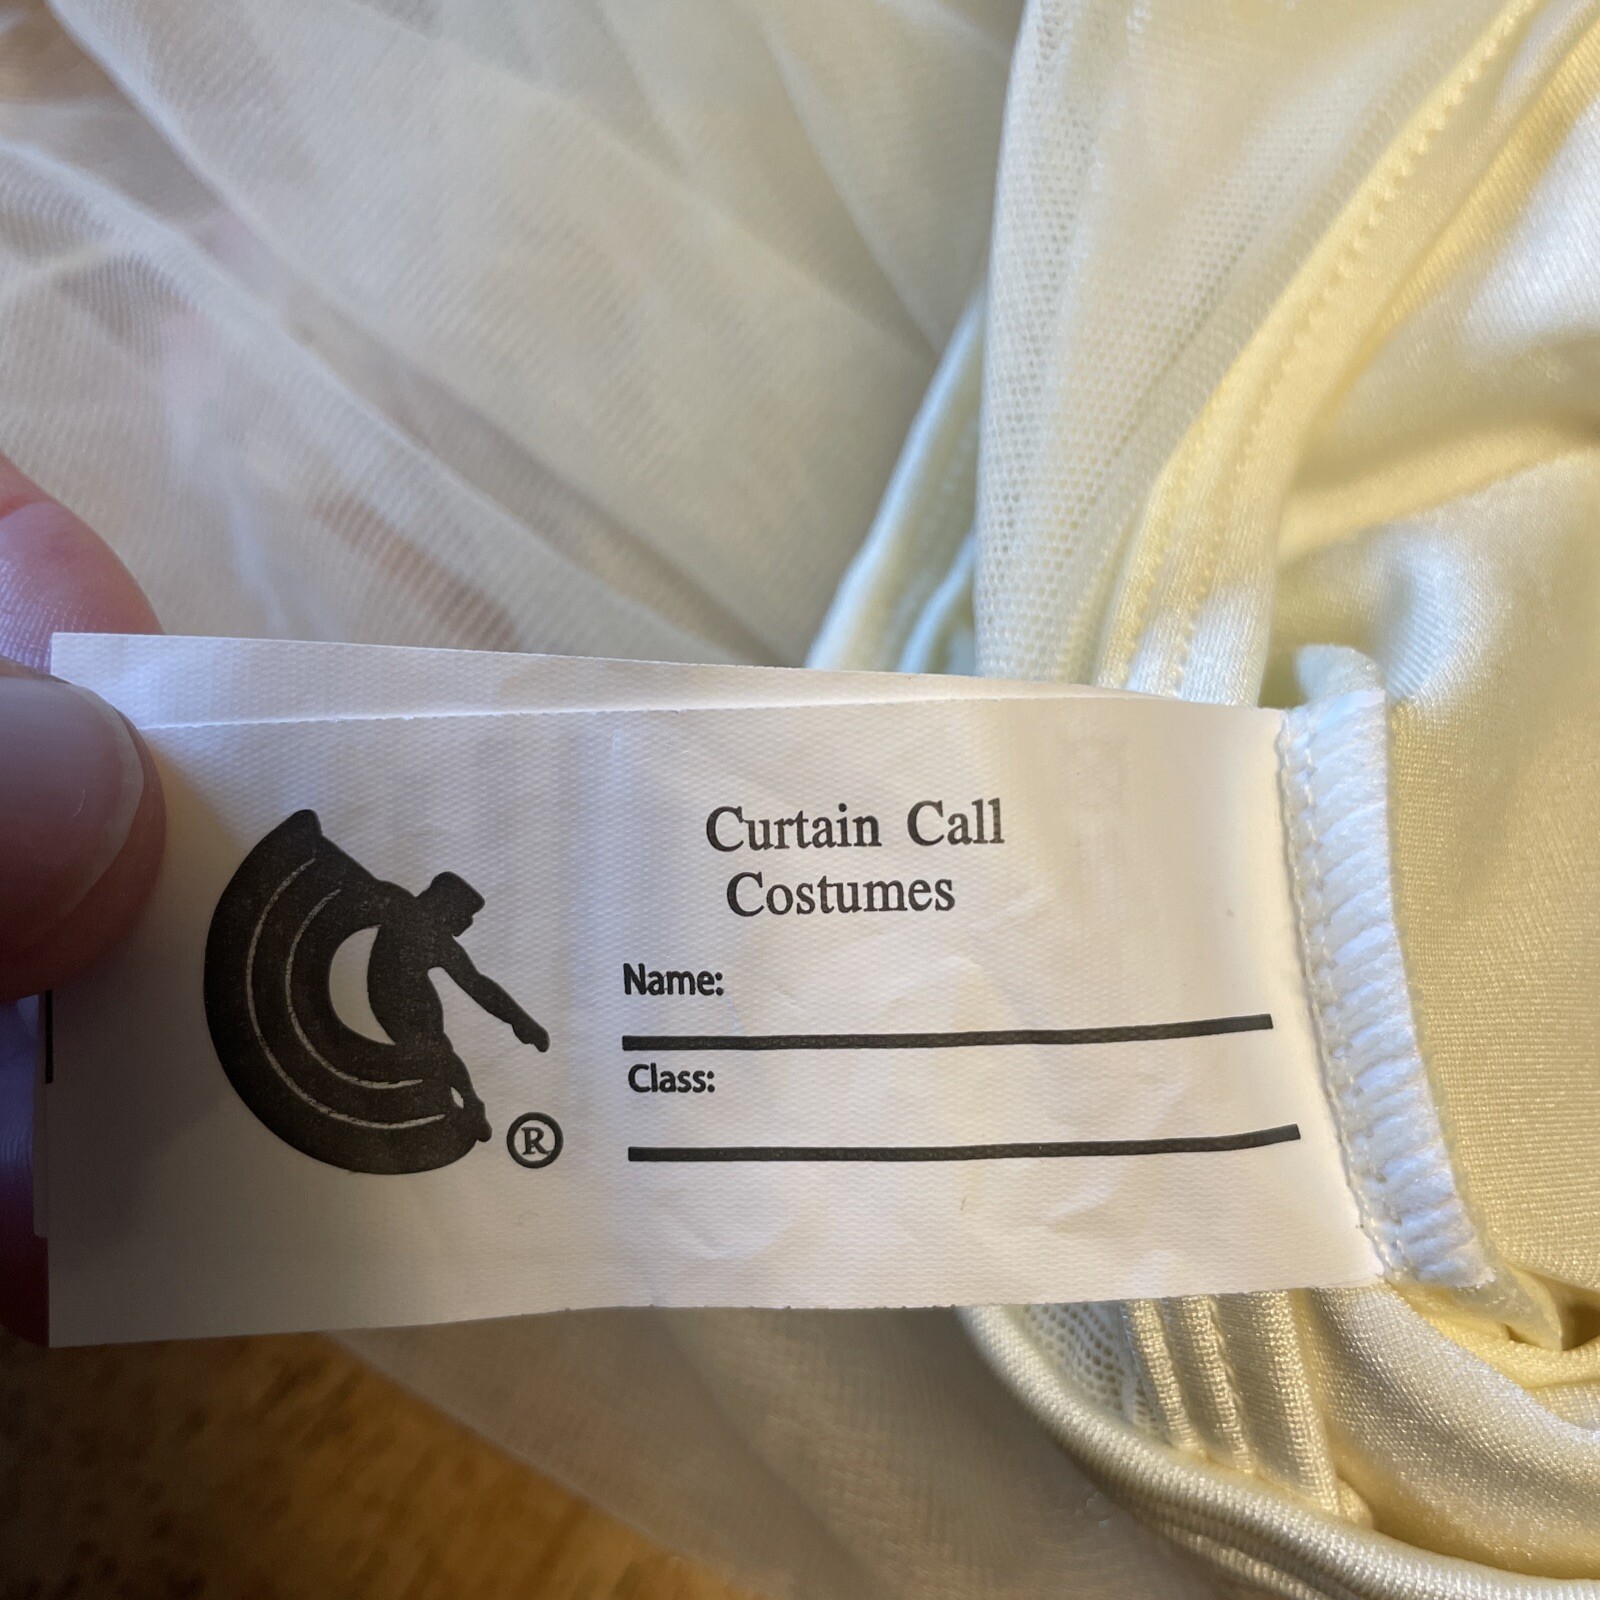 Curtain Call
Costumes
Name:
Class:
®